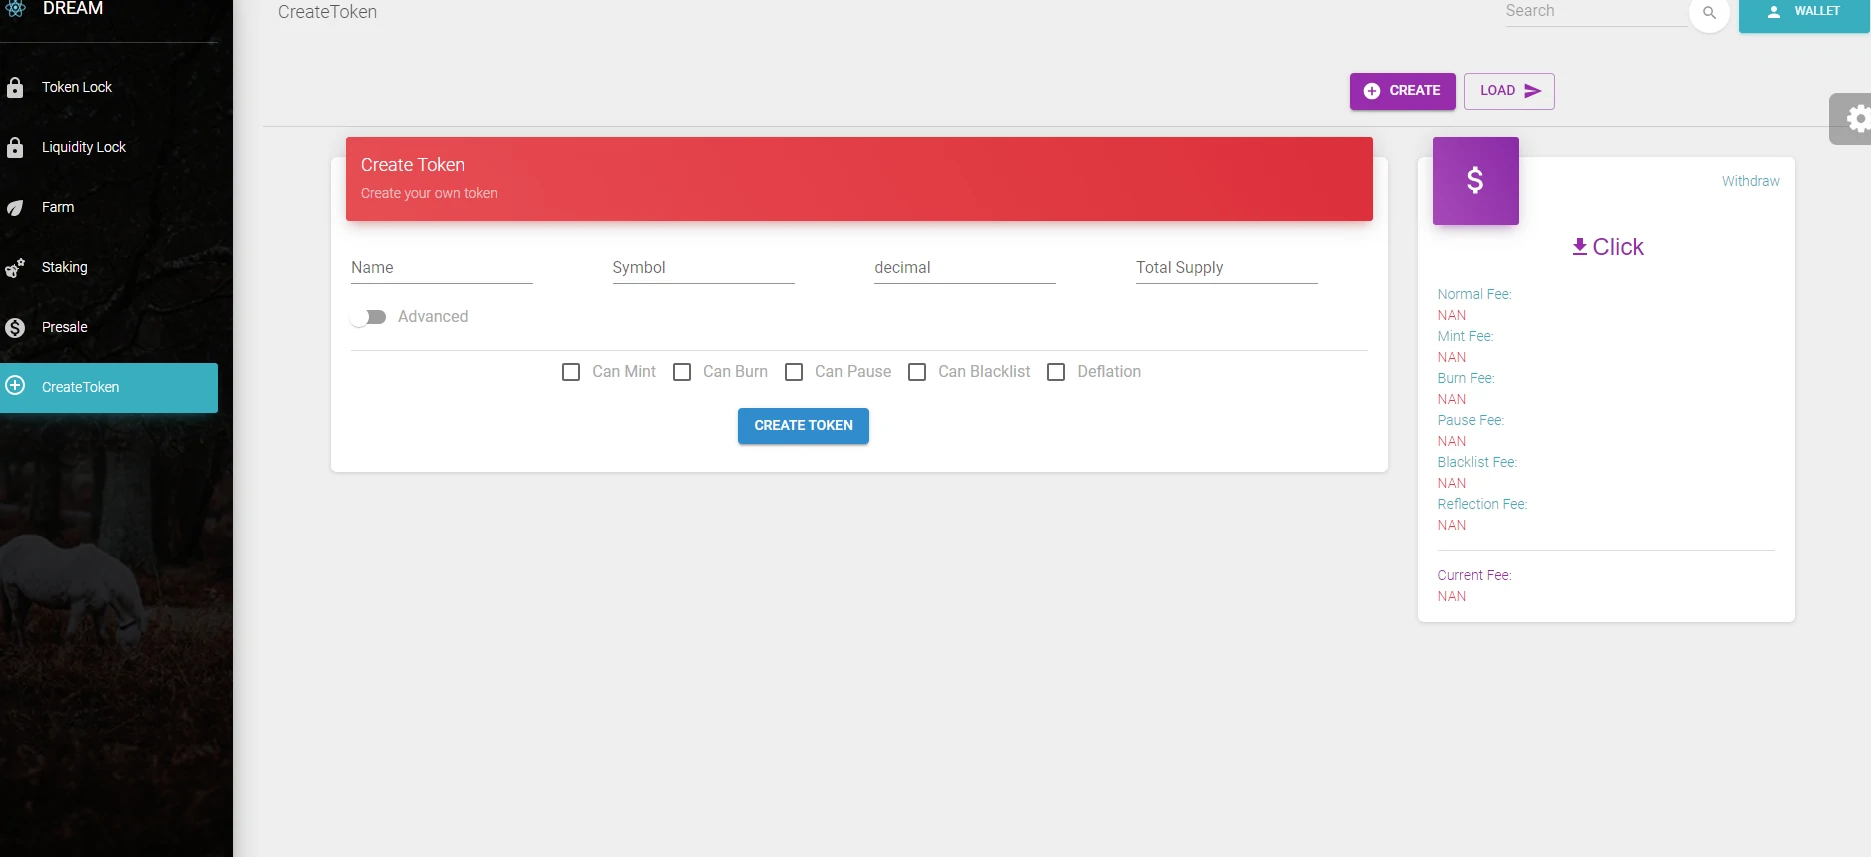 DREAM
Token Lock
Liquidity Lock
Farm
Staking
Presale
CreateToken
CreateToken
Search
WALLET
CREATE
LOAD
Create Token
Create your own token
Name Symbol decimal Total Supply
Advanced
Can Mint Can Burn Can Pause Can Blacklist Deflation
CREATE TOKEN
$
Withdraw
Click
Normal Fee:
NAN
Mint Fee:
NAN
Burn Fee:
NAN
Pause Fee:
NAN
Blacklist Fee:
NAN
Reflection Fee:
NAN
Current Fee:
NAN